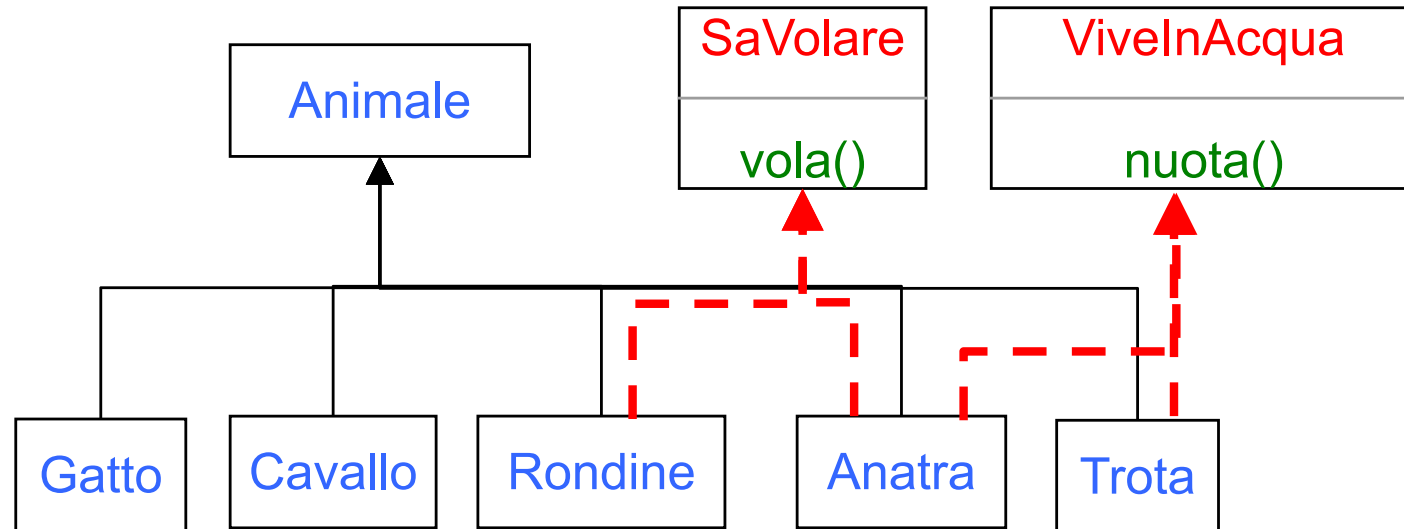 SaVolare
ViveInAcqua
Animale
vola()
nuota()
Gatto
Cavallo
Rondine
Anatra
Trota